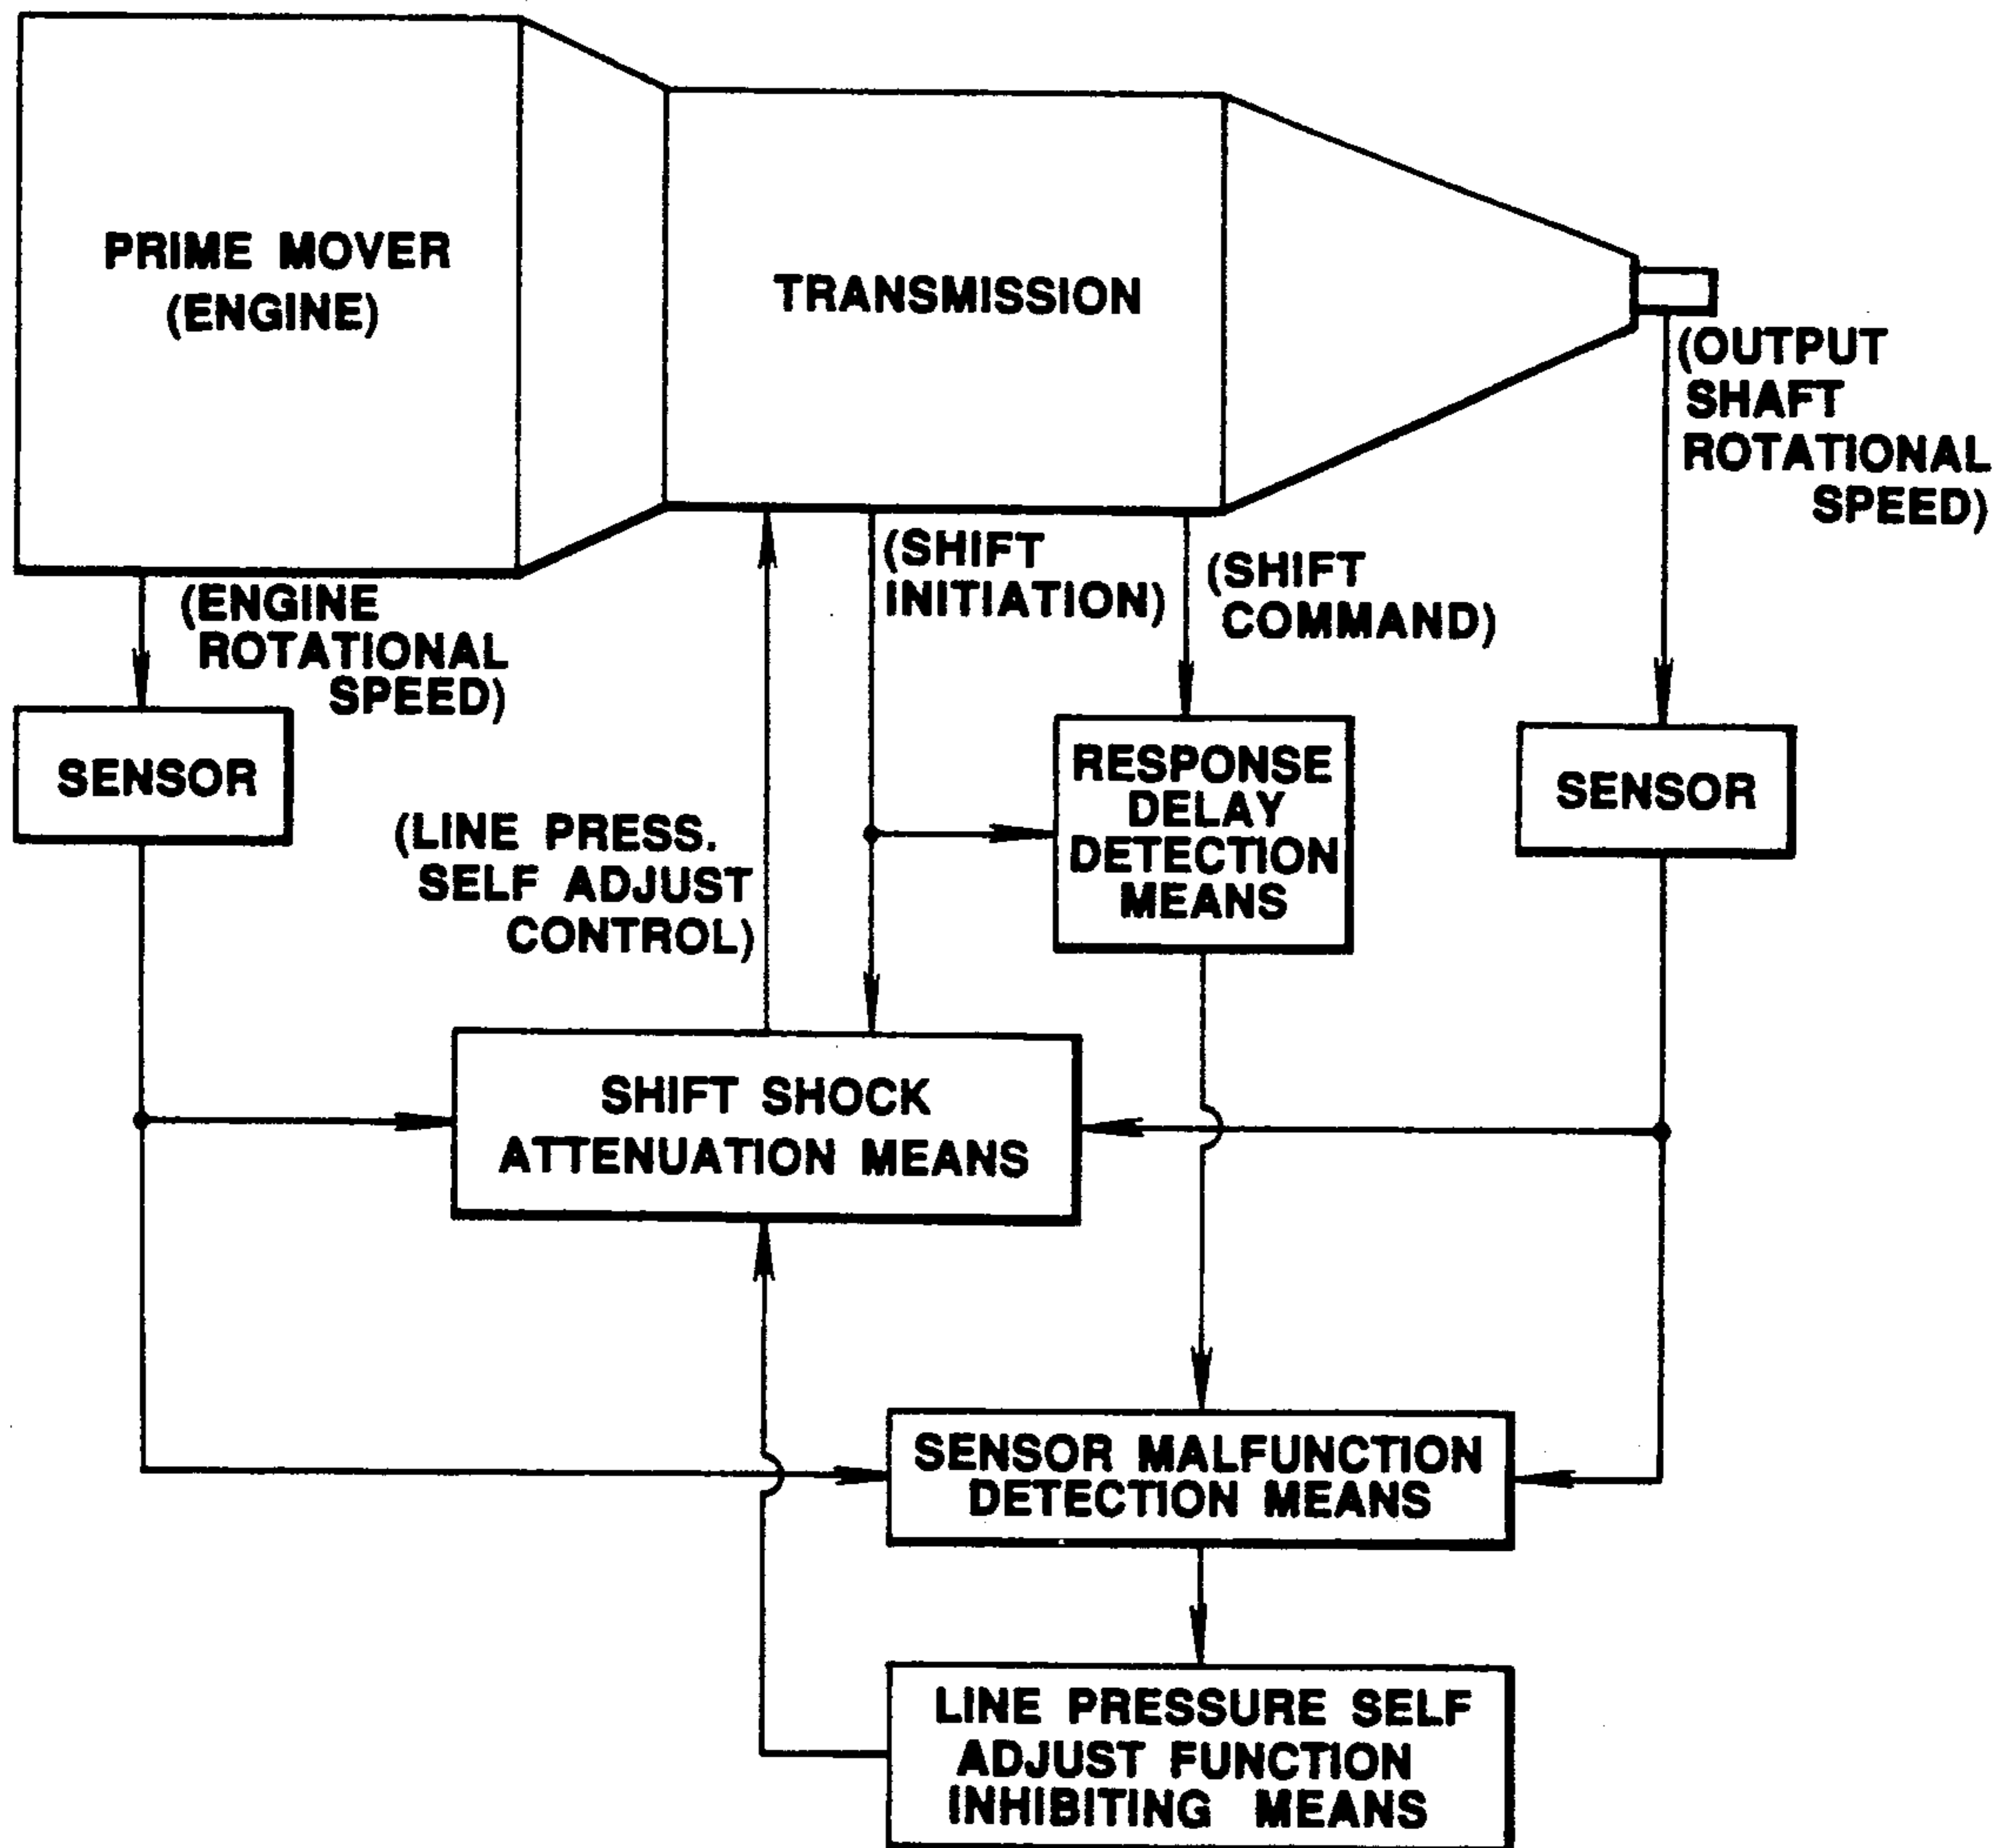 PRIME MOVER
(ENGINE)
TRANSMISSION
(OUTPUT
SHAFT
ROTATIONAL
SPEED)
(SHIFT
INITIATION)
(SHIFT
COMMAND)
(ENGINE
ROTATIONAL
SPEED)
SENSOR
RESPONSE
DELAY
DETECTION
MEANS
SENSOR
(LINE PRESS.
SELF ADJUST
CONTROL)
SHIFT SHOCK
ATTENUATION MEANS
SENSOR MALFUNCTION
DETECTION MEANS
LINE PRESSURE SELF
ADJUST FUNCTION
INHIBITING MEANS